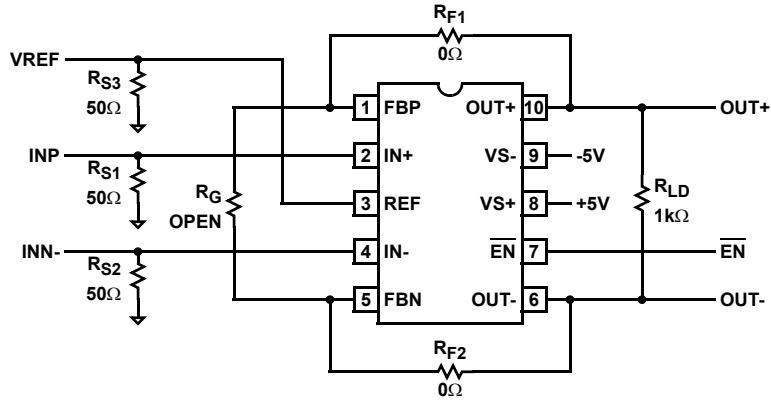 RF1
0Ω
VREF
RS3
50Ω
1 FBP OUT+ 10 OUT+
INP
RS1
50Ω
2 IN+ VS- 9 -5V
RG
OPEN
3 REF VS+ 8 +5V
RLD
1kΩ
INN-
RS2
50Ω
4 IN- EN 7 EN
5 FBN OUT- 6 OUT-
RF2
0Ω